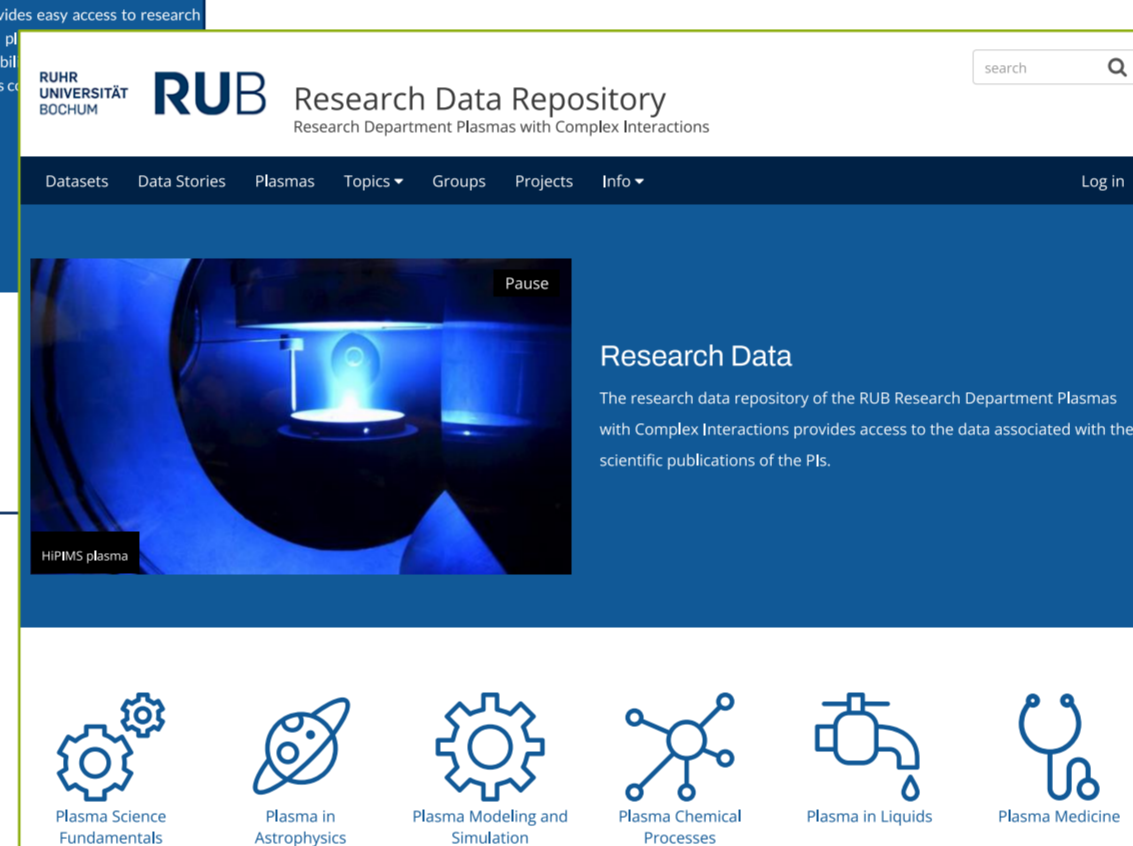 vides easy access to research
pl
bil
s co
RUHR
UNIVERSITÄT
BOCHUM
RUB
Research Data Repository
Research Department Plasmas with Complex Interactions
search
Datasets Data Stories Plasmas Topics Groups Projects Info Log in
Pause
HiPIMS plasma
Research Data
The research data repository of the RUB Research Department Plasmas
with Complex Interactions provides access to the data associated with the
scientific publications of the PIs.
Plasma Science
Fundamentals
Plasma in
Astrophysics
Plasma Modeling and
Simulation
Plasma Chemical
Processes
Plasma in Liquids
Plasma Medicine